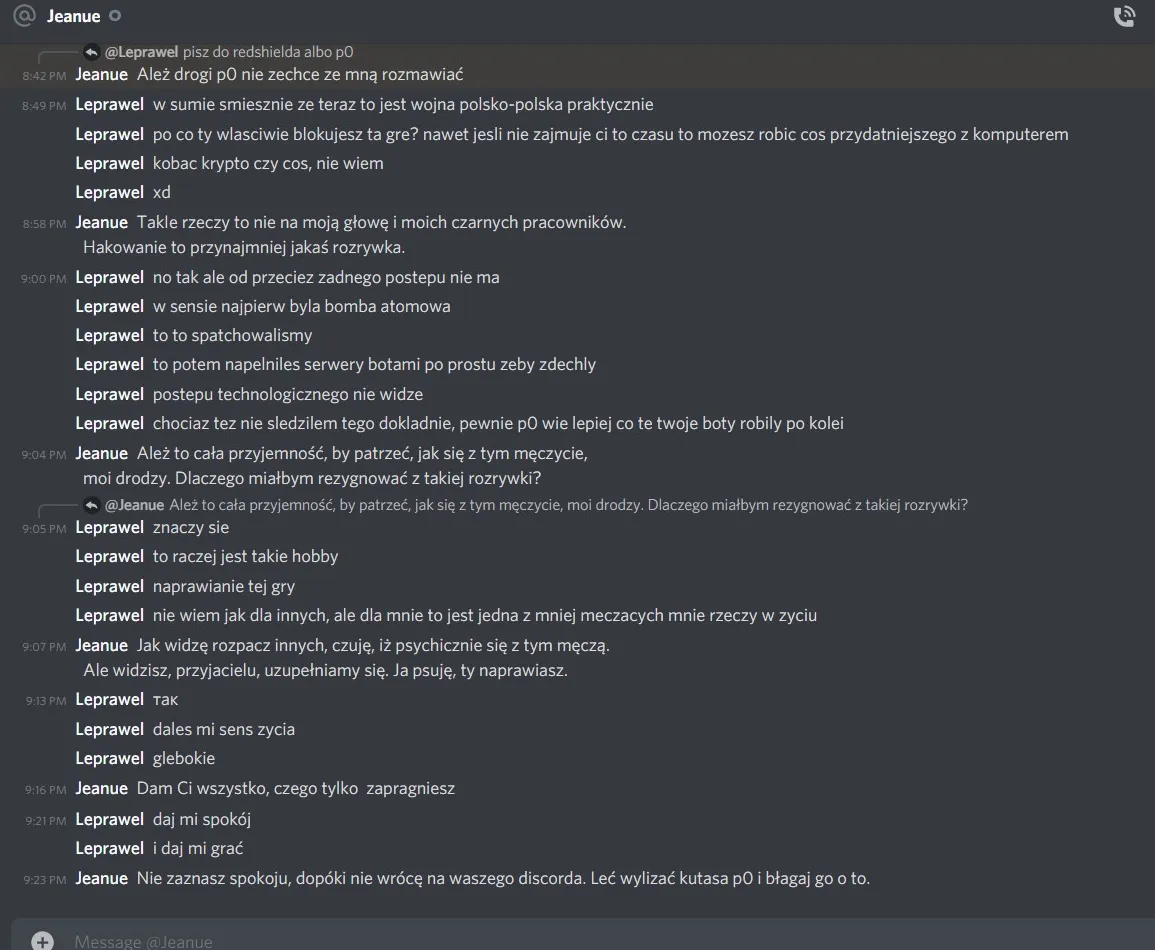 @ Jeanue
@Leprawel pisz do redshielda albo p0
8:42 PM Jeanue Ależ drogi p0 nie zechce ze mną rozmawiać
8:49 PM Leprawel w sumie smiesznie ze teraz to jest wojna polsko-polska praktycznie
Leprawel po co ty wlasciwie blokujesz ta gre? nawet jesli nie zajmuje ci to czasu to mozesz robic cos przydatniejszego z komputerem
Leprawel kobac krypto czy cos, nie wiem
Leprawel xd
8:58 PM Jeanue Takle rzeczy to nie na moją głowę i moich czarnych pracowników.
Hakowanie to przynajmniej jakaś rozrywka.
9:00 PM Leprawel no tak ale od przeciez zadnego postepu nie ma
Leprawel w sensie najpierw byla bomba atomowa
Leprawel to to spatchowalismy
Leprawel to potem napelniles serwery botami po prostu zeby zdechly
Leprawel postepu technologicznego nie widze
Leprawel chociaz tez nie sledzilem tego dokladnie, pewnie p0 wie lepiej co te twoje boty robily po kolei
9:04 PM Jeanue Ależ to cała przyjemność, by patrzeć, jak się z tym męczycie,
moi drodzy. Dlaczego miałbym rezygnować z takiej rozrywki?
@Jeanue Ależ to cała przyjemność, by patrzeć, jak się z tym męczycie, moi drodzy. Dlaczego miałbym rezygnować z takiej rozrywki?
9:05 PM Leprawel znaczy sie
Leprawel to raczej jest takie hobby
Leprawel naprawianie tej gry
Leprawel nie wiem jak dla innych, ale dla mnie to jest jedna z mniej meczacych mnie rzeczy w zyciu
9:07 PM Jeanue Jak widzę rozpacz innych, czuję, iż psychicznie się z tym męczą.
Ale widzisz, przyjacielu, uzupełniamy się. Ja psuję, ty naprawiasz.
9:13 PM Leprawel так
Leprawel dales mi sens zycia
Leprawel glebokie
9:16 PM Jeanue Dam Ci wszystko, czego tylko zapragniesz
9:21 PM Leprawel daj mi spokój
Leprawel i daj mi grać
9:23 PM Jeanue Nie zaznasz spokoju, dopóki nie wrócę na waszego discorda. Leć wylizać kutasa p0 i błagaj go o to.
Message @Jeanue